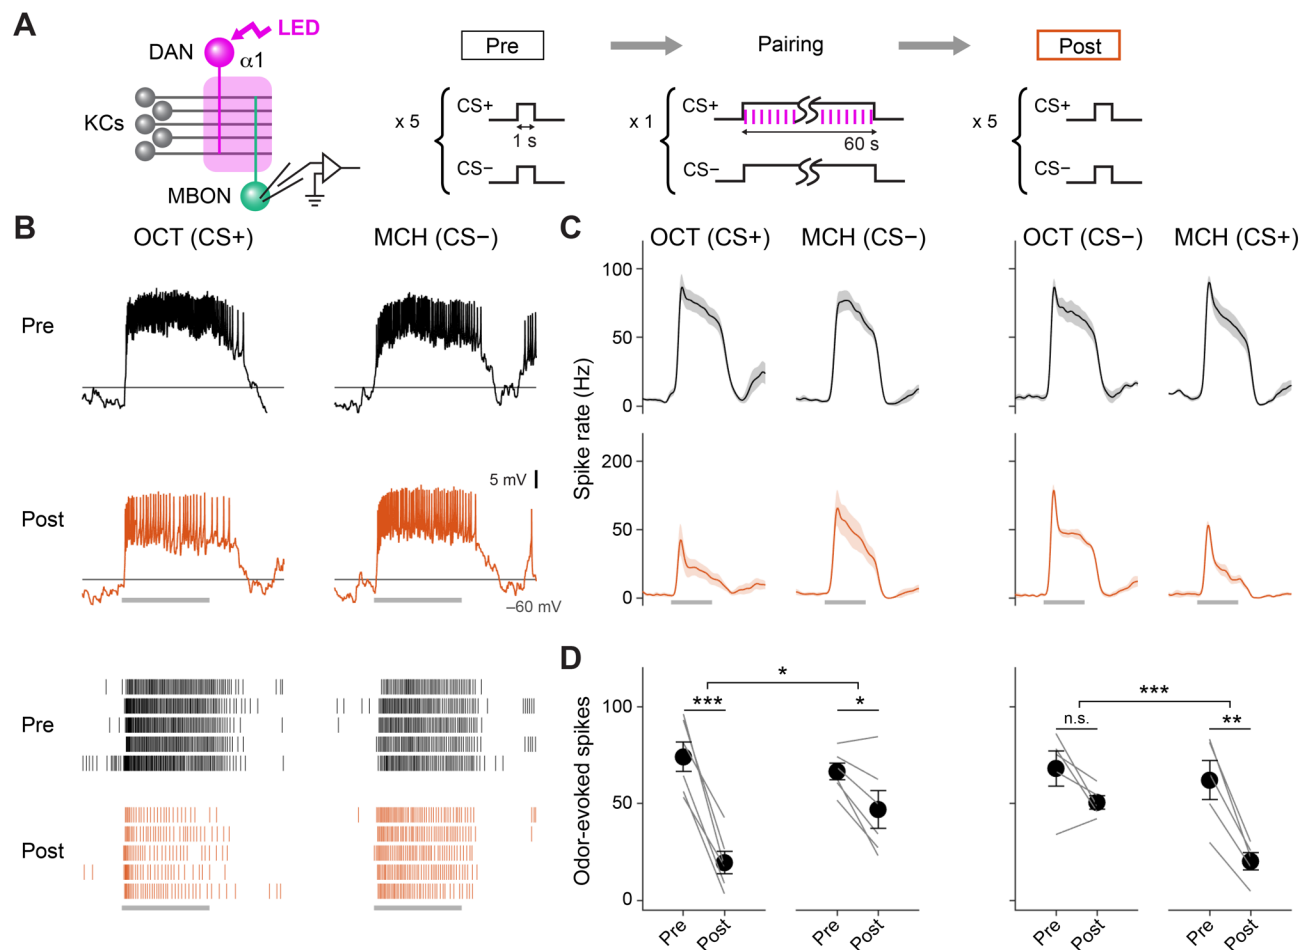 A
LED
DAN
α1
KCs
MBON
Pre
Pairing
Post
x 5
CS+
1 s
CS−
x 1
CS+
60 s
CS−
x 5
CS+
CS−
B
OCT (CS+)
MCH (CS−)
Pre
Post
5 mV
−60 mV
Pre
Post
C
OCT (CS+)
MCH (CS−)
OCT (CS−)
MCH (CS+)
Spike rate (Hz)
100
50
0
200
50
0
D
Odor-evoked spikes
100
50
0
*
***
*
***
n.s.
**
Pre
Post
Pre
Post
Pre
Post
Pre
Post